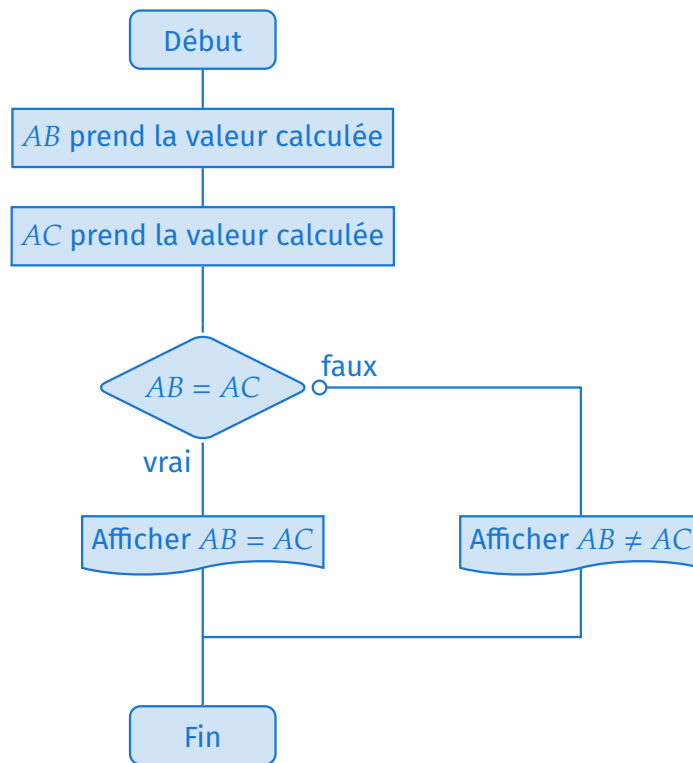 Début
AB prend la valeur calculée
AC prend la valeur calculée
faux
AB = AC
vrai
Afficher AB = AC
Afficher AB ≠ AC
Fin